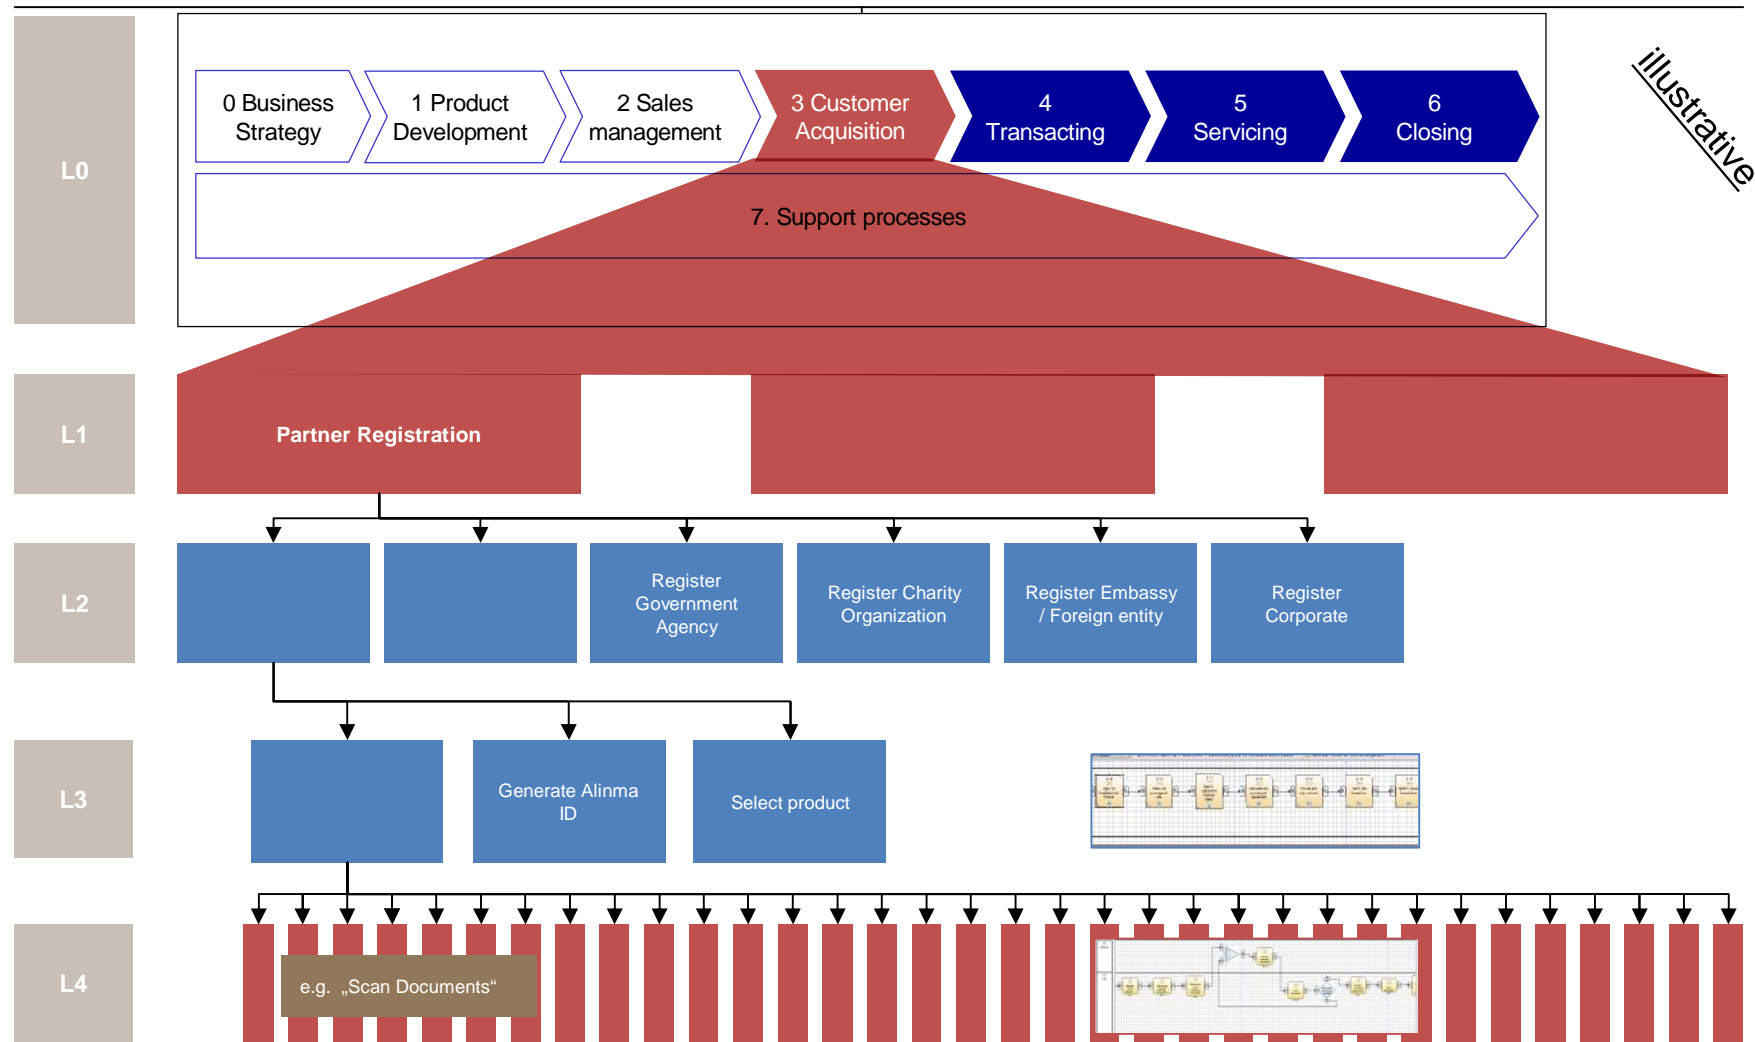 illustrative
L0
0 Business
Strategy
1 Product
Development
2 Sales
management
3 Customer
Acquisition
4
Transacting
5
Servicing
6
Closing
7. Support processes
L1
Partner Registration
L2
Register
Government
Agency
Register Charity
Organization
Register Embassy
/ Foreign entity
Register
Corporate
L3
Generate Alinma
ID
Select product
L4
e.g. „Scan Documents“